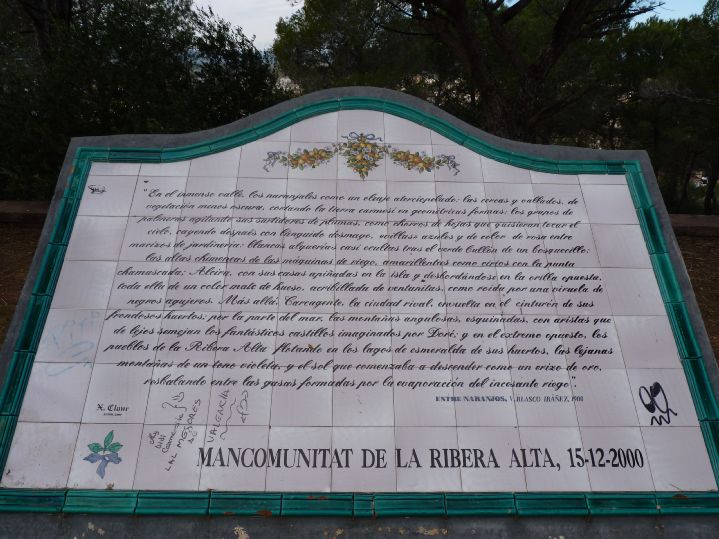 "En el inmenso valle, los naranjales como un oleaje aterciopelado; las cercas y vallados, de
vegetación menos oscura, cortando la tierra carmesí en geométricas formas; los grupos de
palmeras agitando sus surtidores de plumas, como chorros de hojas que quisieran tocar el
cielo, cayendo después con lánguido desmayo; villas azules y de color de rosa entre
macizos de jardinería; blancas alquerías casi ocultas tras el verde bullón de un bosquecillo;
las altas chimeneas de las máquinas de riego, amarillentas como cirios con la punta
chamuscada; Alcira, con sus casas apiñadas en la isla y desbordándose en la orilla opuesta,
toda ella de un color mate de hueso, acribillada de ventanitas, como roída por una viruela de
negros agujeros. Más allá, Carcagente, la ciudad rival, envuelta en el cinturón de sus
frondosos huertos; por la parte del mar, las montañas angulosas, esquinadas, con aristas que
de lejos semejan los fantásticos castillos imaginados por Doré; y en el extremo opuesto, los
pueblos de la Ribera Alta flotando en los lagos de esmeralda de sus huertos, las lejanas
montañas de un tono violeta, y el sol que comenzaba a descender como un erizo de oro,
resbalando entre las gasas formadas por la evaporación del incesante riego"
ENTRE NARANJOS, V. BLASCO IBÁÑEZ, 1900
LAS MEJORES
VALENCIA
MANCOMUNITAT DE LA RIBERA ALTA, 15-12-2000